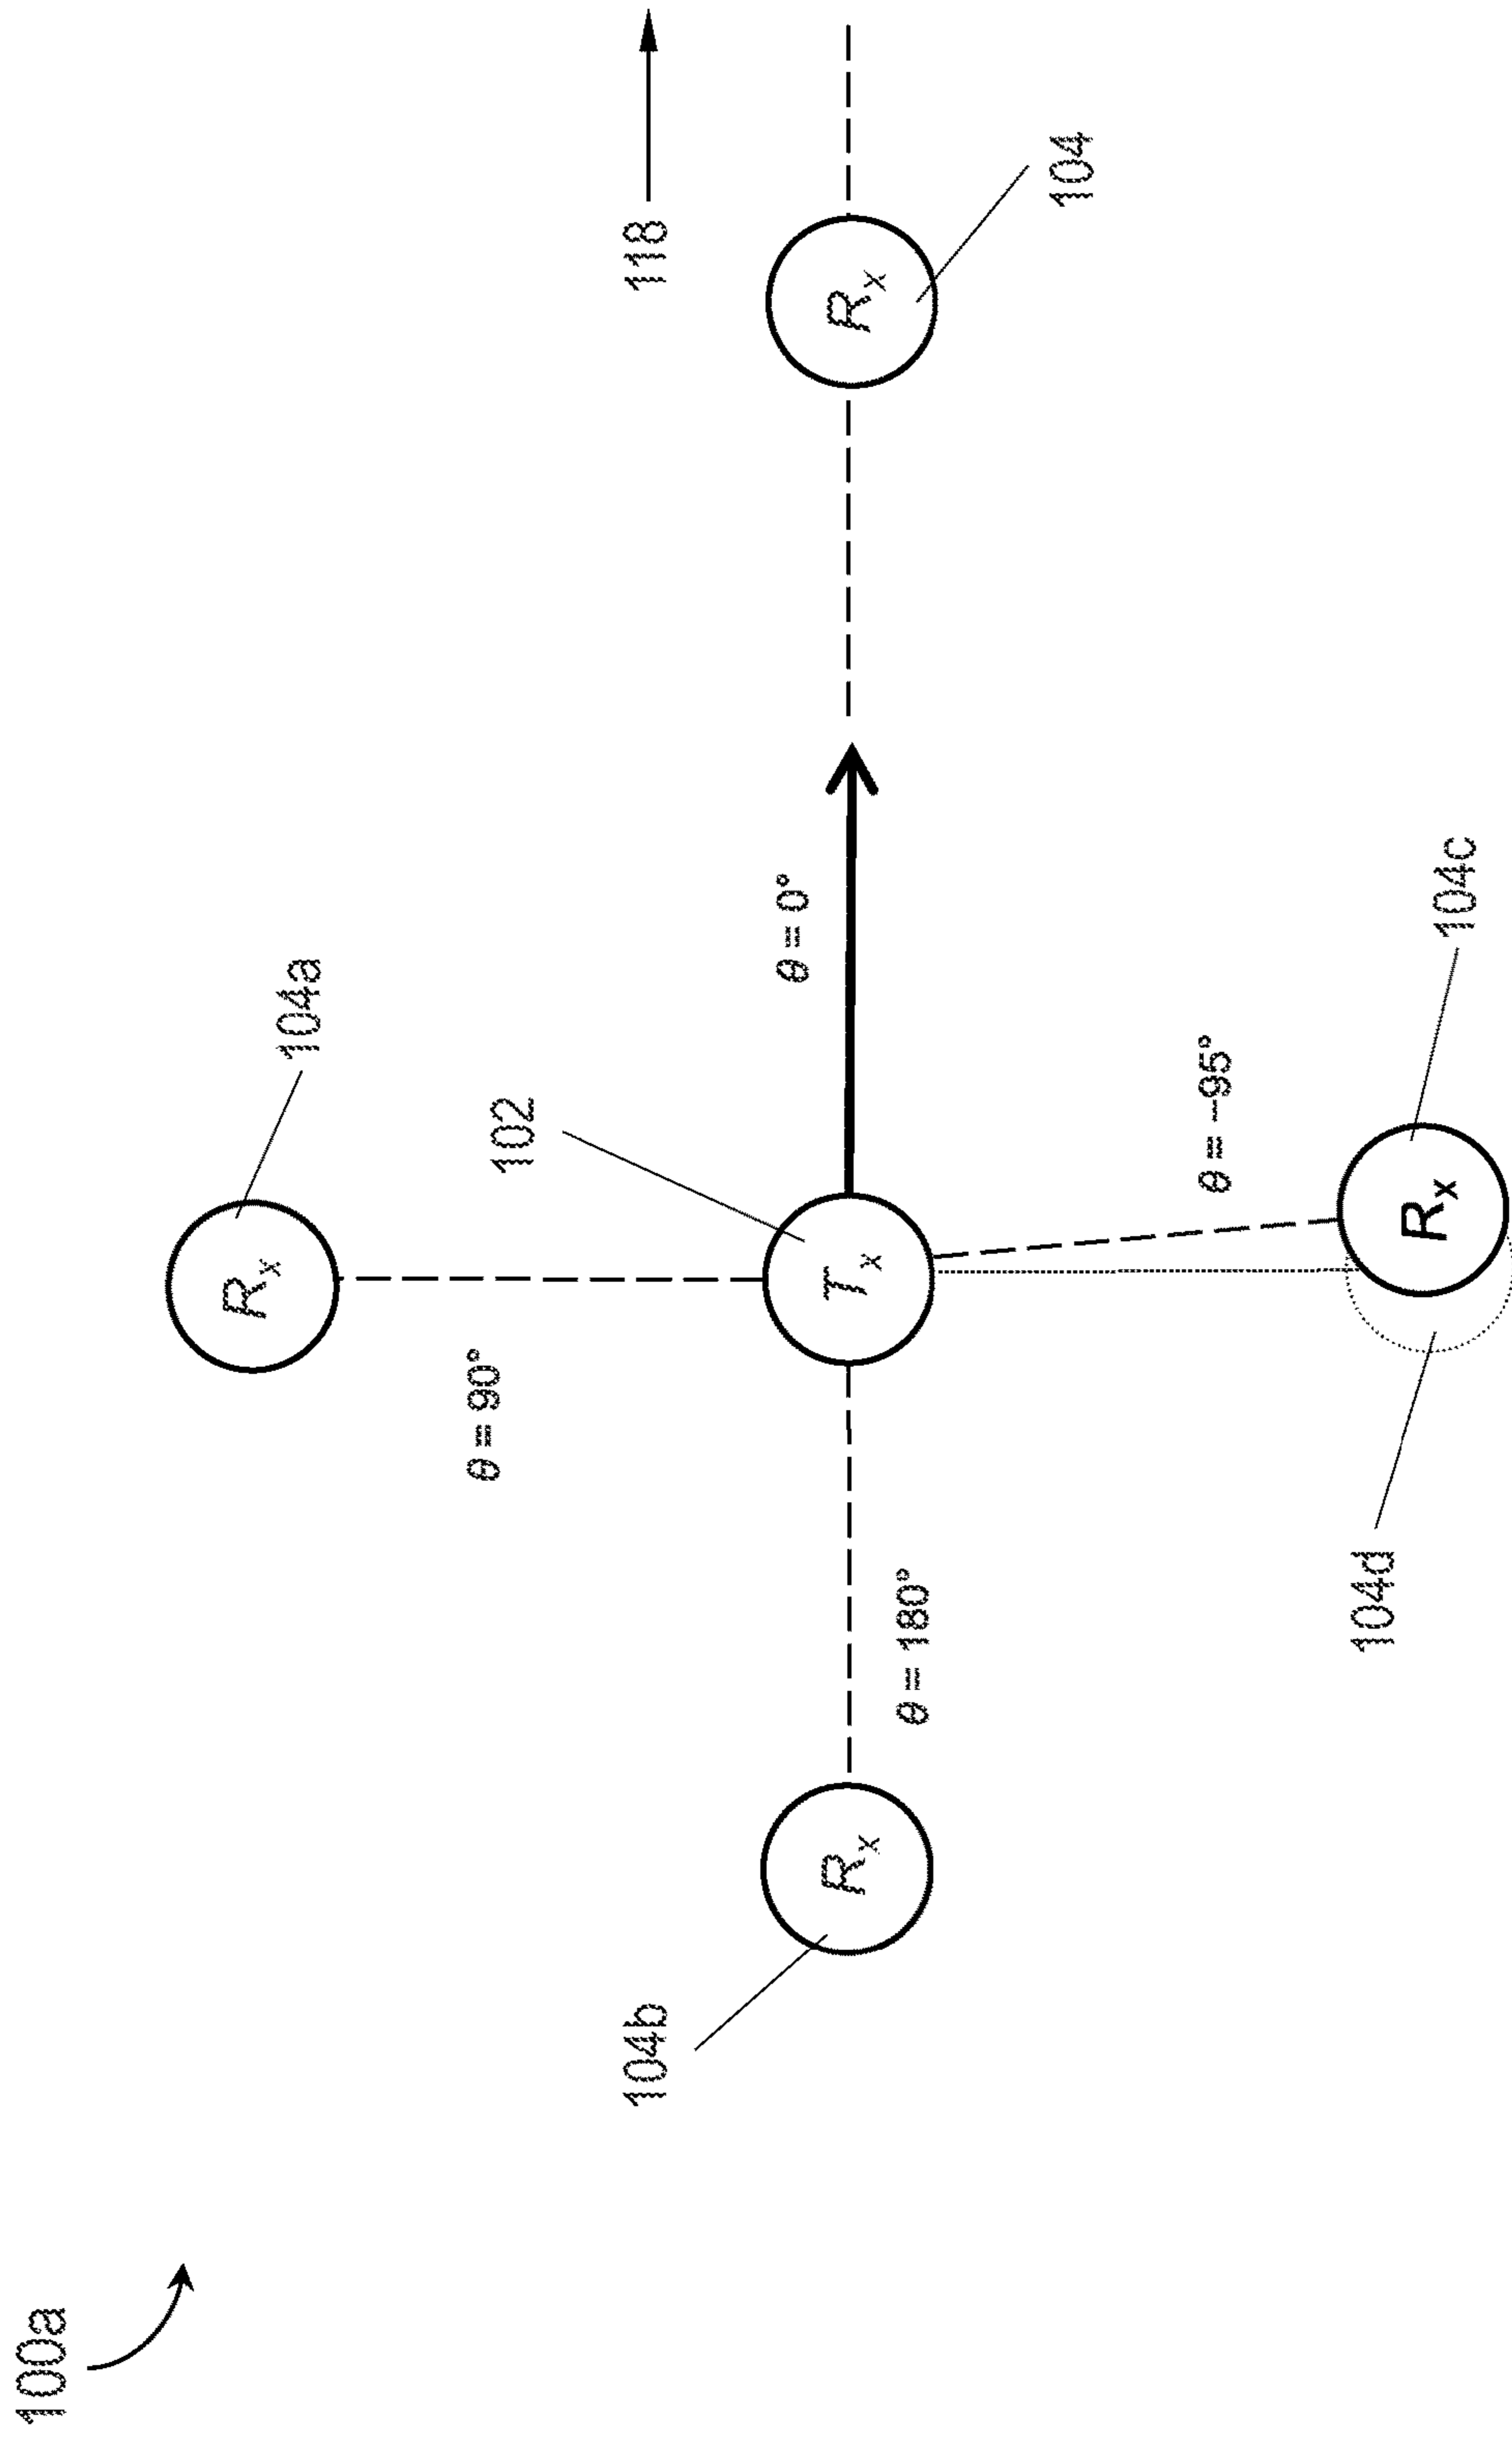 100a
Rx
104a
θ = 90°
102
104b
118
θ = 0°
Rx
Tx
Rx
θ = 180°
104
θ = –95°
104d
Rx
104c